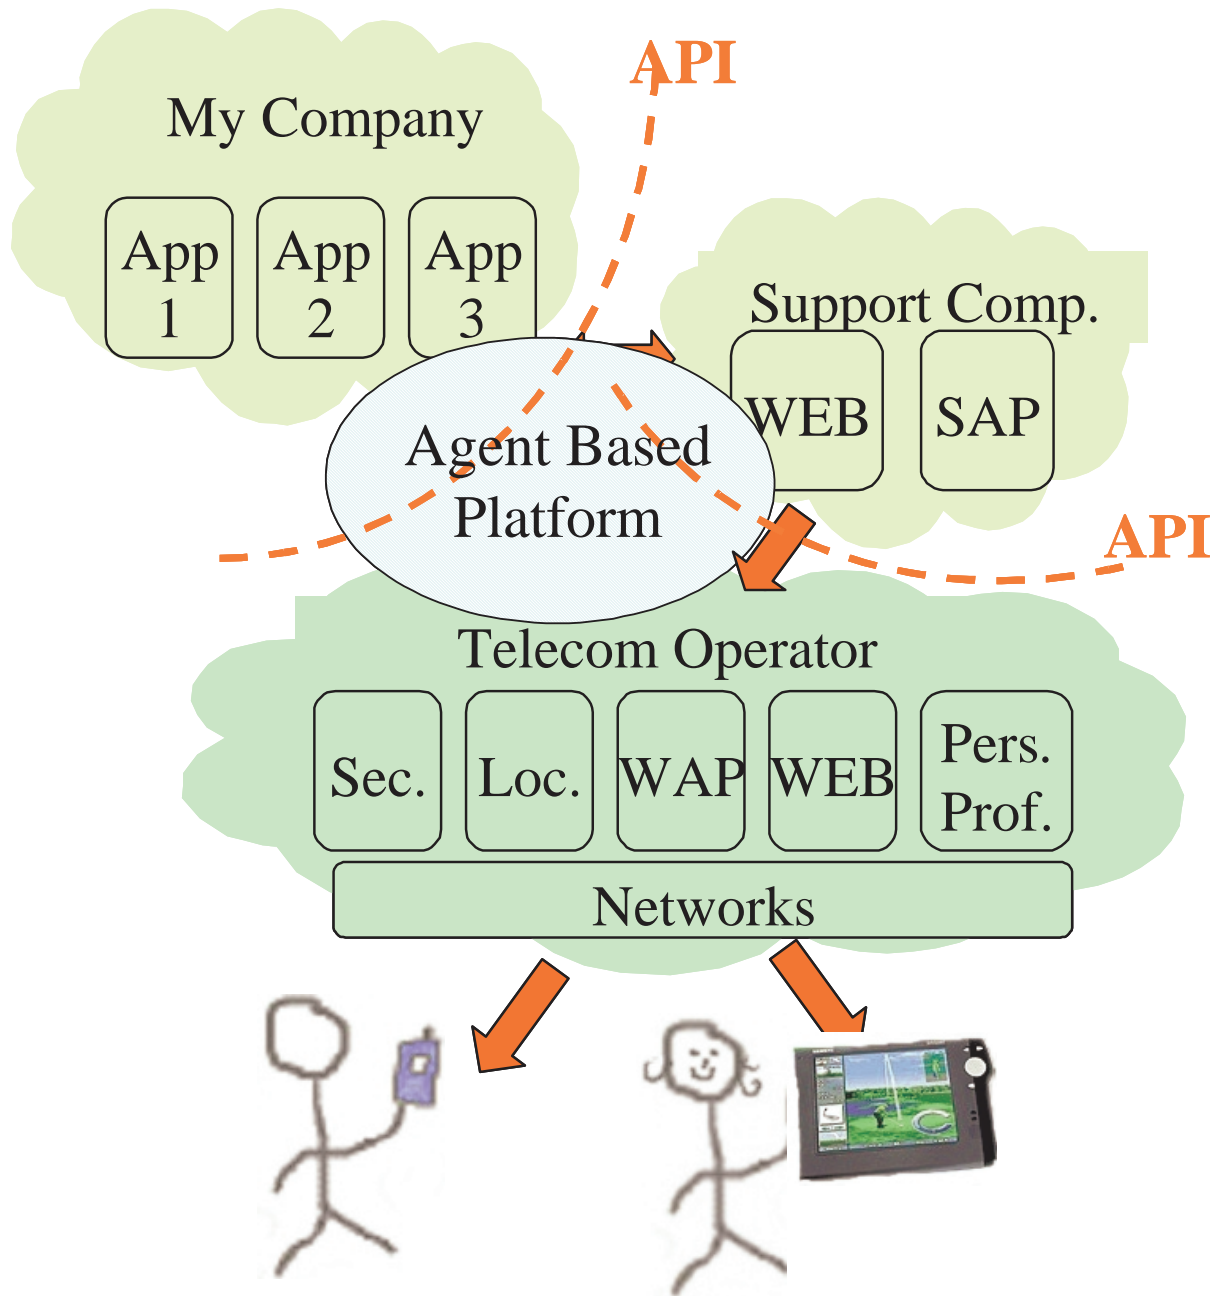 API
My Company
App
1
App
2
App
3
Support Comp.
WEB
SAP
Agent Based
Platform
API
Telecom Operator
Sec.
Loc.
WAP
WEB
Pers.
Prof.
Networks